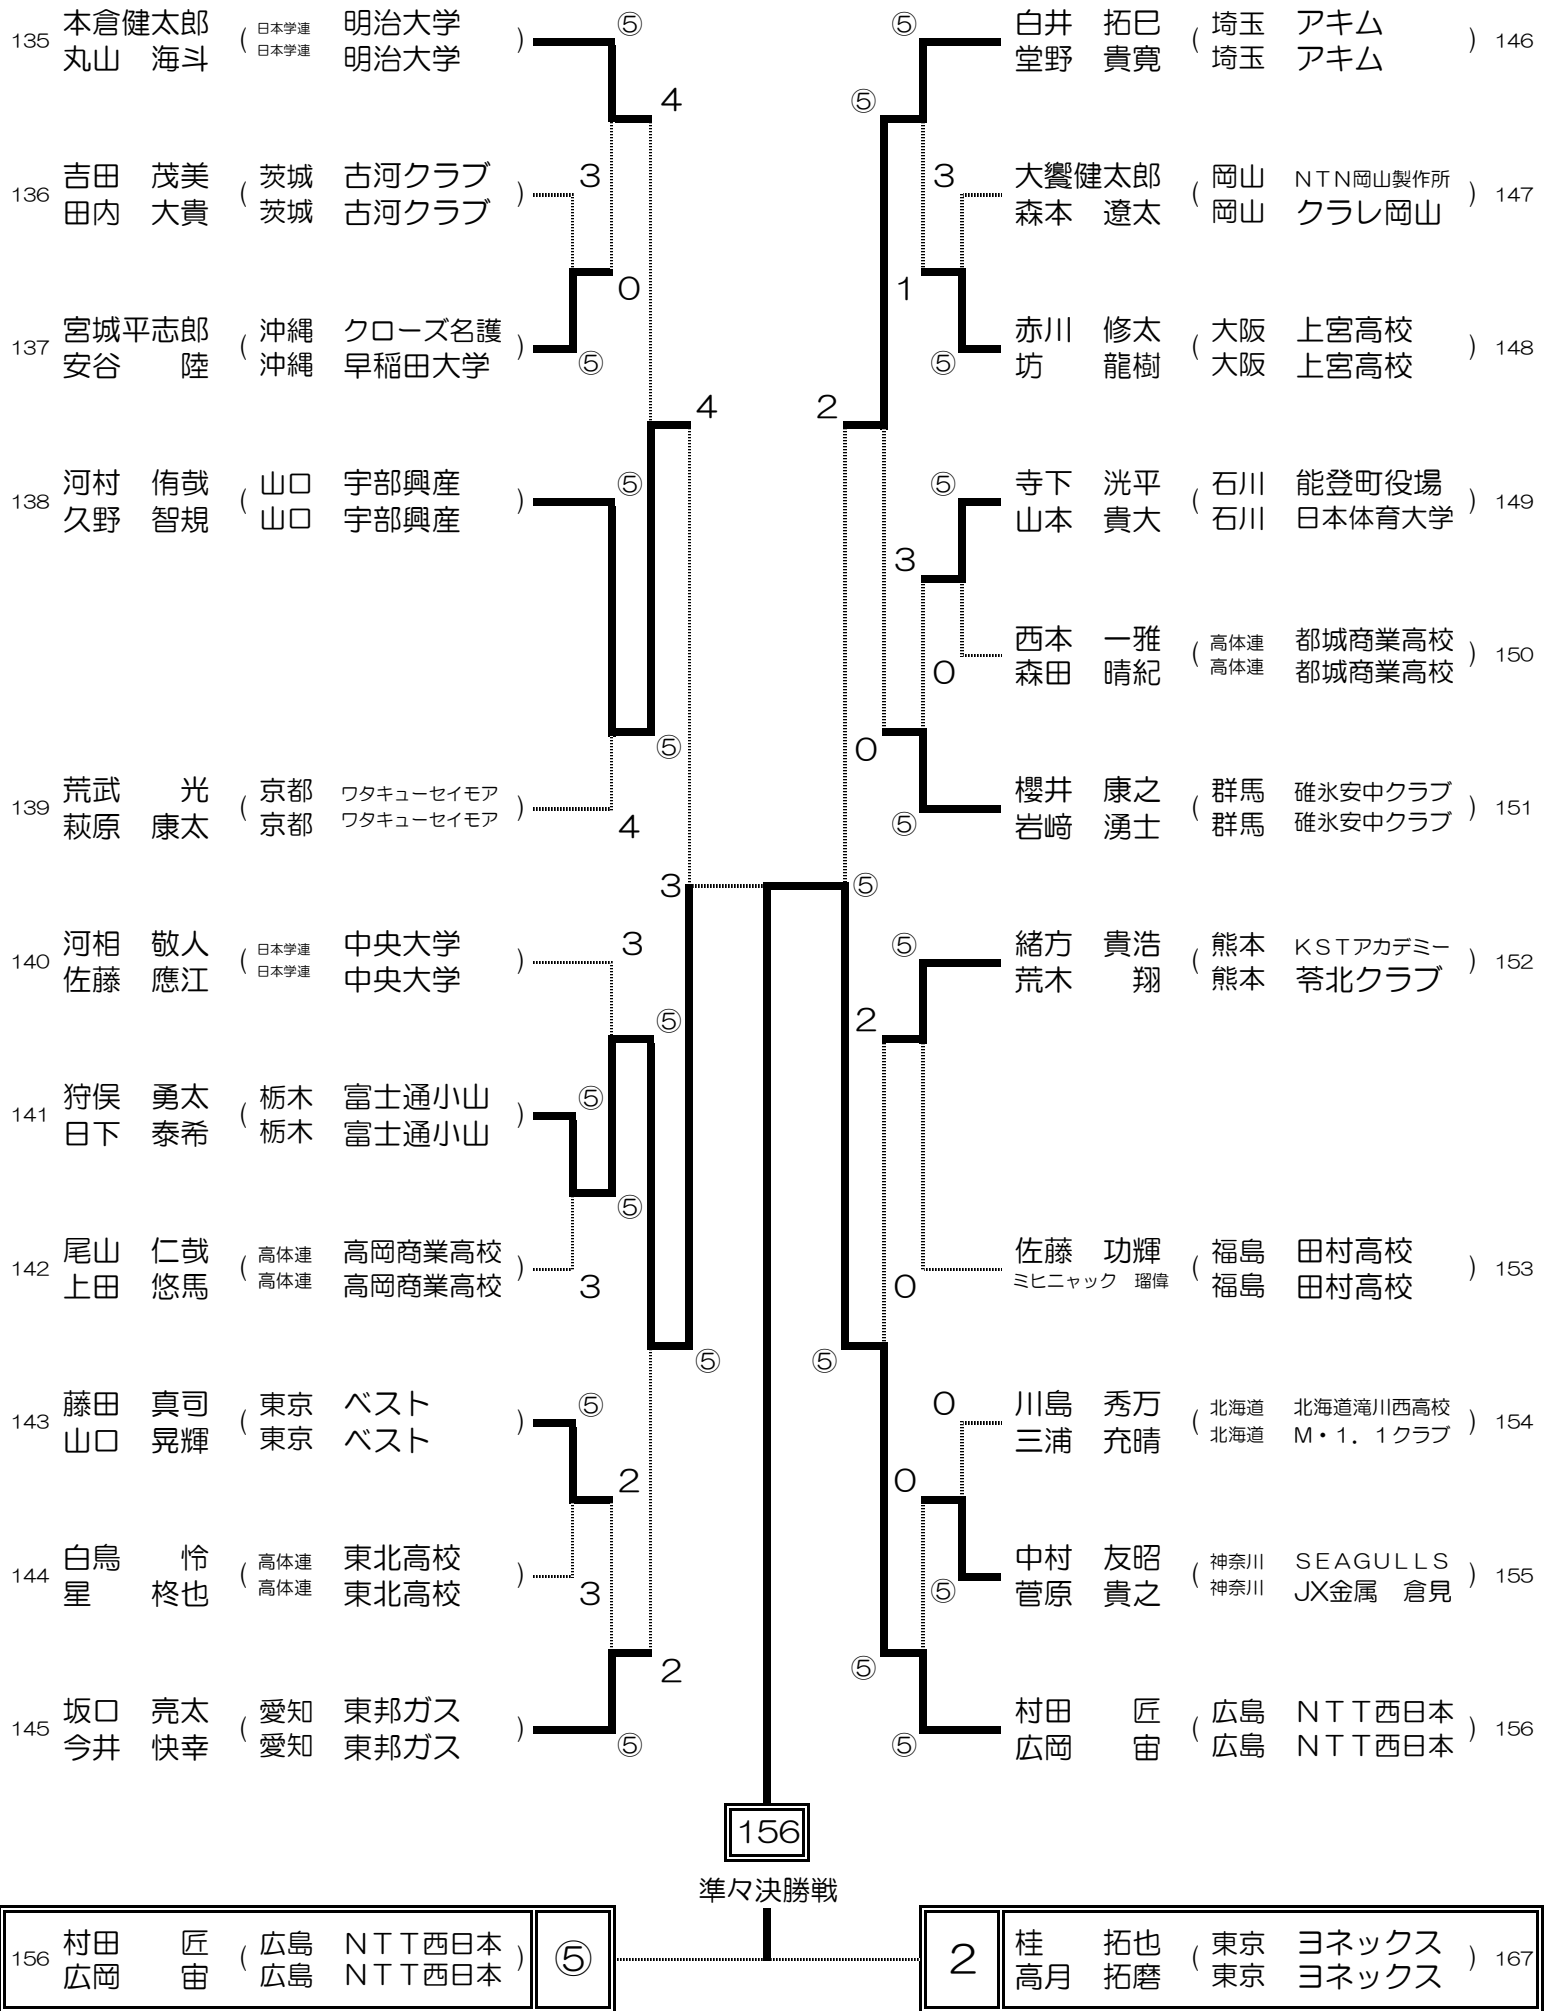 135 本倉健太郎 ( 日本学連 明治大学 )
丸山 海斗 日本学連 明治大学
⑤
4
136 吉田 茂美 ( 茨城 古河クラブ )
田内 大貴 茨城 古河クラブ
3
0
137 宮城平志郎 ( 沖縄 クローズ名護 )
安谷 陸 沖縄 早稲田大学
⑤
4
138 河村 侑哉 ( 山口 宇部興産 )
久野 智規 山口 宇部興産
⑤
⑤
139 荒武 光 ( 京都 ワタキューセイモア )
萩原 康太 京都 ワタキューセイモア
4
3
140 河相 敬人 ( 日本学連 中央大学 )
佐藤 應江 日本学連 中央大学
3
⑤
141 狩俣 勇太 ( 栃木 富士通小山 )
日下 泰希 栃木 富士通小山
⑤
⑤
142 尾山 仁哉 ( 高体連 高岡商業高校 )
上田 悠馬 高体連 高岡商業高校
3
⑤
143 藤田 真司 ( 東京 ベスト )
山口 晃輝 東京 ベスト
⑤
2
144 白鳥 怜 ( 高体連 東北高校 )
星 柊也 高体連 東北高校
3
2
145 坂口 亮太 ( 愛知 東邦ガス )
今井 快幸 愛知 東邦ガス
⑤
⑤
白井 拓巳 ( 埼玉 アキム ) 146
堂野 貴寛 埼玉 アキム
⑤
3
大饗健太郎 ( 岡山 NTN岡山製作所 ) 147
森本 遼太 岡山 クラレ岡山
1
⑤
赤川 修太 ( 大阪 上宮高校 ) 148
坊 龍樹 大阪 上宮高校
2
⑤
寺下 洸平 ( 石川 能登町役場 ) 149
山本 貴大 石川 日本体育大学
3
0
西本 一雅 ( 高体連 都城商業高校 ) 150
森田 晴紀 高体連 都城商業高校
0
⑤
櫻井 康之 ( 群馬 碓氷安中クラブ ) 151
岩﨑 湧士 群馬 碓氷安中クラブ
⑤
⑤
緒方 貴浩 ( 熊本 KSTアカデミー ) 152
荒木 翔 熊本 苓北クラブ
2
0
佐藤 功輝 ( 福島 田村高校 ) 153
ミヒニャック 瑠偉 福島 田村高校
⑤
0
川島 秀万 ( 北海道 北海道滝川西高校 ) 154
三浦 充晴 北海道 M・1.1クラブ
0
⑤
中村 友昭 ( 神奈川 SEAGULLS ) 155
菅原 貴之 神奈川 JX金属 倉見
⑤
⑤
村田 匠 ( 広島 NTT西日本 ) 156
広岡 宙 広島 NTT西日本
156
準々決勝戦
156 村田 匠 ( 広島 NTT西日本 ) ⑤
広岡 宙 広島 NTT西日本
2 桂 拓也 ( 東京 ヨネックス ) 167
高月 拓磨 東京 ヨネックス